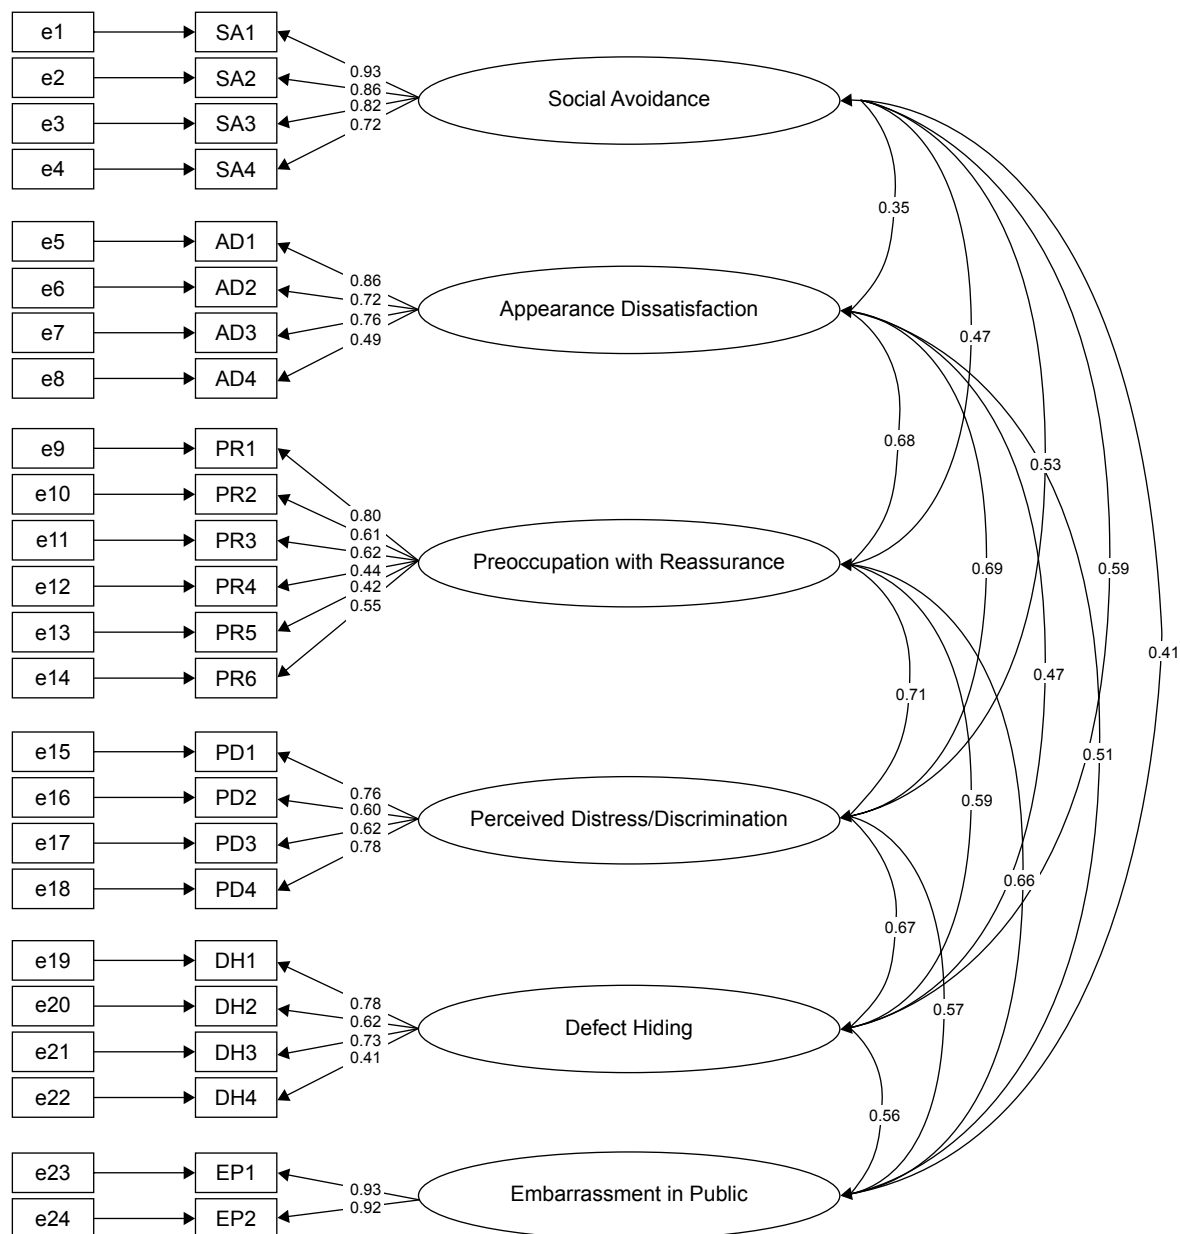 e1 SA1
e2 SA2
e3 SA3
e4 SA4
0.93
0.86
0.82
0.72
Social Avoidance
0.35
e5 AD1
e6 AD2
e7 AD3
e8 AD4
0.86
0.72
0.76
0.49
Appearance Dissatisfaction
0.47
0.68
0.53
e9 PR1
e10 PR2
e11 PR3
e12 PR4
e13 PR5
e14 PR6
0.80
0.61
0.62
0.44
0.42
0.55
Preoccupation with Reassurance
0.69
0.59
0.41
0.47
0.71
0.51
e15 PD1
e16 PD2
e17 PD3
e18 PD4
0.76
0.60
0.62
0.78
Perceived Distress/Discrimination
0.59
0.66
0.67
e19 DH1
e20 DH2
e21 DH3
e22 DH4
0.78
0.62
0.73
0.41
Defect Hiding
0.57
0.56
e23 EP1
e24 EP2
0.93
0.92
Embarrassment in Public